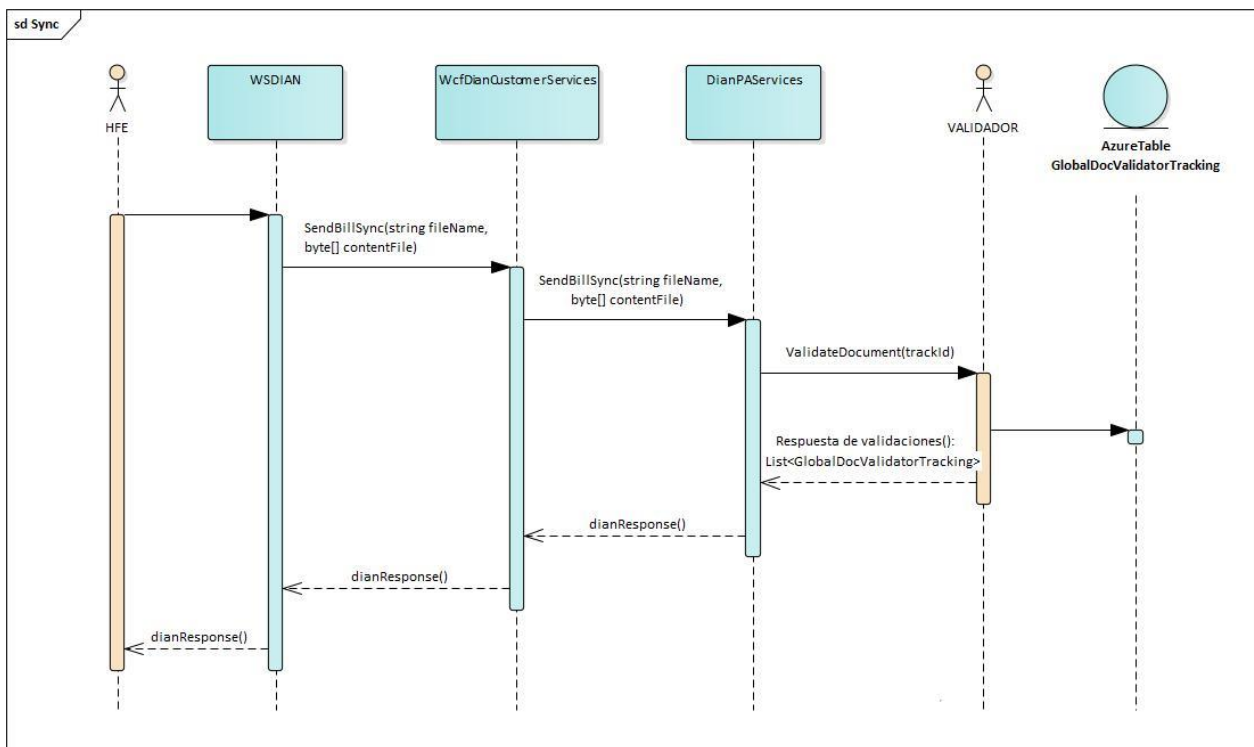 sd Sync
HFE
WSDIAN
WcfDianCustomerServices
DianPAServices
VALIDADOR
AzureTable
GlobalDocValidatorTracking
SendBillSync(string fileName,
byte[] contentFile)
SendBillSync(string fileName,
byte[] contentFile)
ValidateDocument(trackId)
Respuesta de validaciones():
List<GlobalDocValidatorTracking>
dianResponse()
dianResponse()
dianResponse()